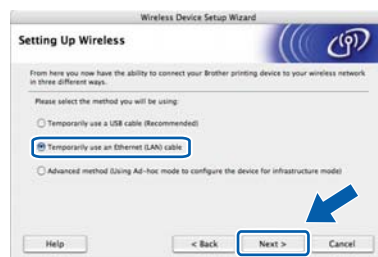 Wireless Device Setup Wizard
Setting Up Wireless
From here you now have the ability to connect your Brother printing device to your wireless network
in three different ways.
Please select the method you will be using:
Temporarily use a USB cable (Recommended)
Temporarily use an Ethernet (LAN) cable
Advanced method (Using Ad-hoc mode to configure the device for infrastructure mode)
Help
< Back
Next >
Cancel